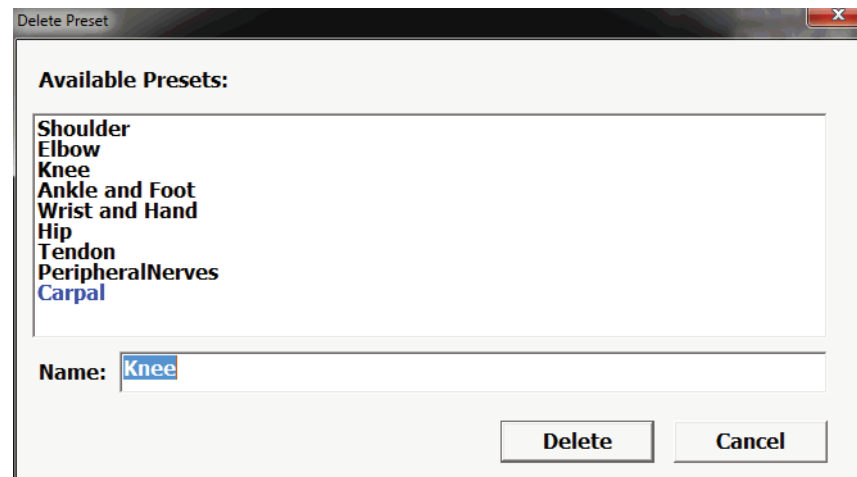 Delete Preset
Available Presets:
Shoulder
Elbow
Knee
Ankle and Foot
Wrist and Hand
Hip
Tendon
PeripheralNerves
Carpal
Name: Knee
Delete Cancel